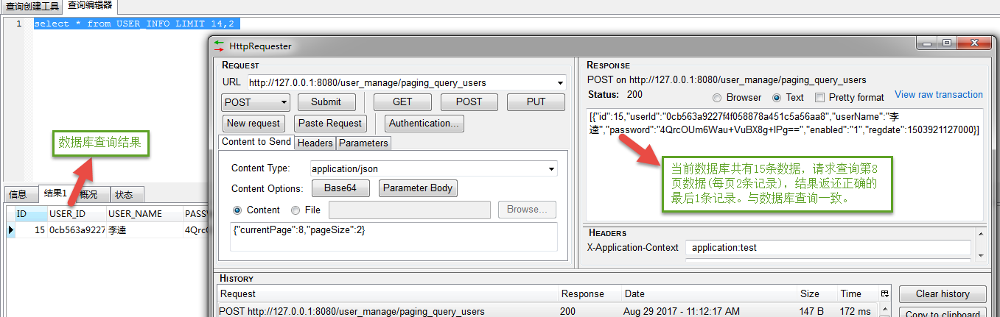 查询创建工具 查询编辑器
1 select * from USER_INFO LIMIT 14,2
HttpRequester
REQUEST
URL http://127.0.0.1:8080/user_manage/paging_query_users
POST Submit GET POST PUT
New request Paste Request Authentication...
Content to Send Headers Parameters
Content Type: application/json
Content Options: Base64 Parameter Body
Content File Browse...
{"currentPage":8,"pageSize":2}
RESPONSE
POST on http://127.0.0.1:8080/user_manage/paging_query_users
Status: 200 Browser Text Pretty format View raw transaction
[{"id":15,"userId":"0cb563a9227f4f058878a451c5a56aa8","userName":"李
逵","password":"4QrcOUm6Wau+VuBX8g+IPg==","enabled":"1","regdate":1503921127000}]
当前数据库共有15条数据，请求查询第8
页数据(每页2条记录)，结果返还正确的
最后1条记录。与数据库查询一致。
HEADERS
X-Application-Context application:test
数据库查询结果
信息 结果1 概况 状态
ID USER_ID USER_NAME PASSW
15 0cb563a9227 李逵 4Qrc
HISTORY
Request Response Date Size Time
POST http://127.0.0.1:8080/user_manage/paging_query_users 200 Aug 29 2017 - 11:12:17 AM 147 B 172 ms
Clear history
Copy to clipboard